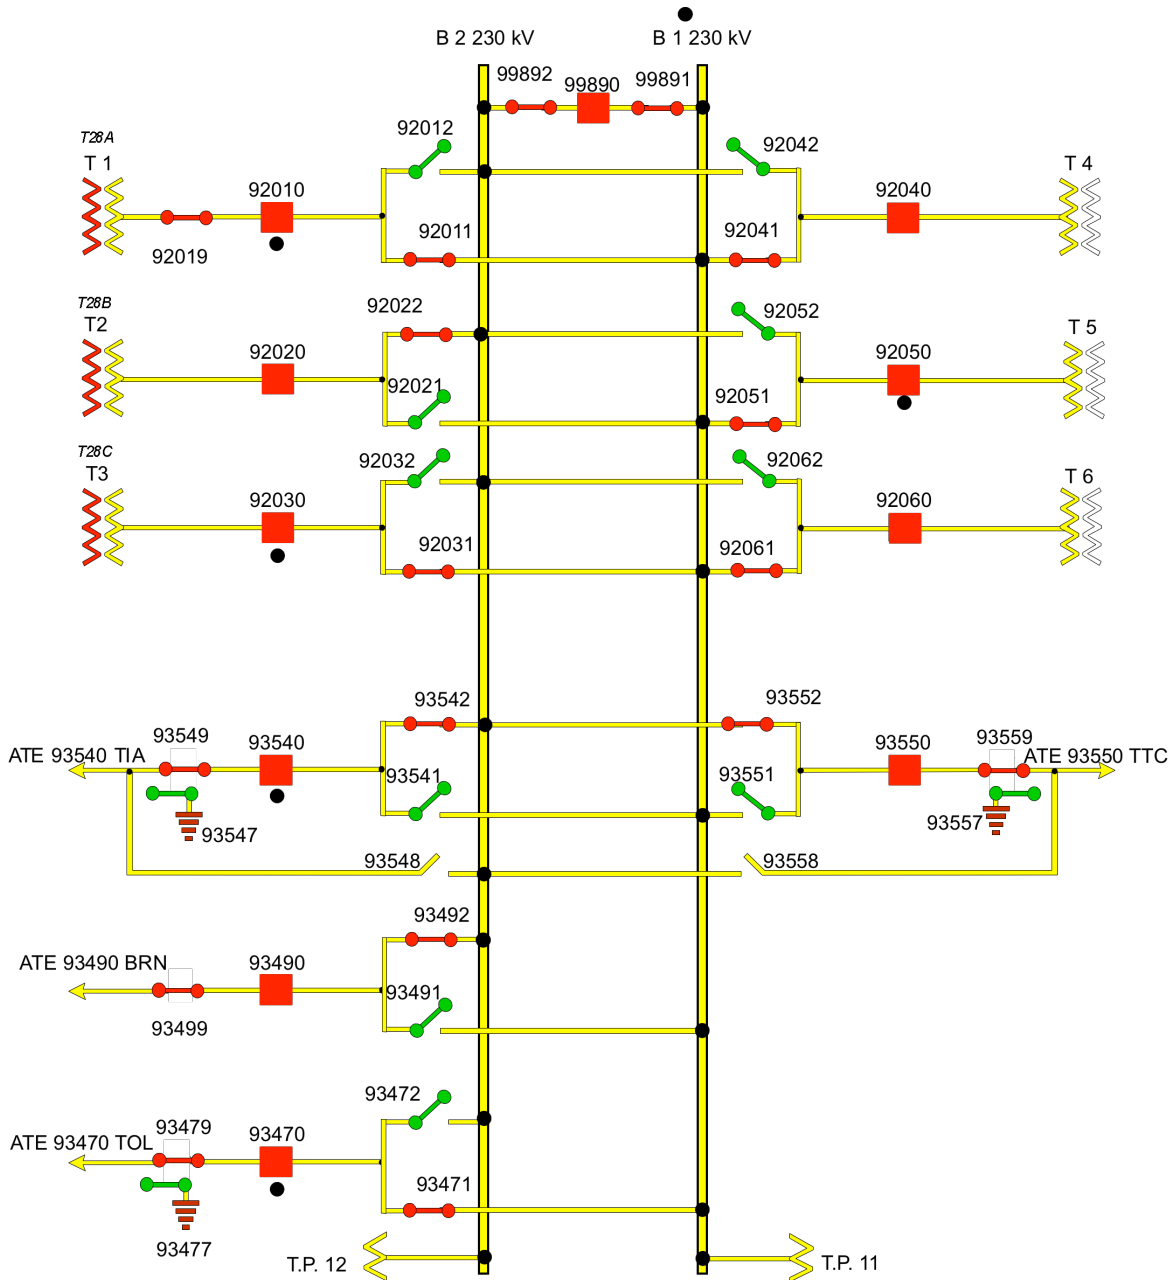 B 2 230 kV
B 1 230 kV
99892
99890
99891
T28A
T 1
92010
92019
92012
92011
92042
92041
92040
T 4
T28B
T2
92020
92022
92021
92052
92051
92050
T 5
T28C
T3
92030
92032
92031
92062
92061
92060
T 6
ATE 93540 TIA
93549
93540
93547
93542
93541
93548
93552
93551
93558
93550
93559
93557
ATE 93550 TTC
ATE 93490 BRN
93499
93490
93492
93491
ATE 93470 TOL
93479
93470
93477
93472
93471
T.P. 12
T.P. 11